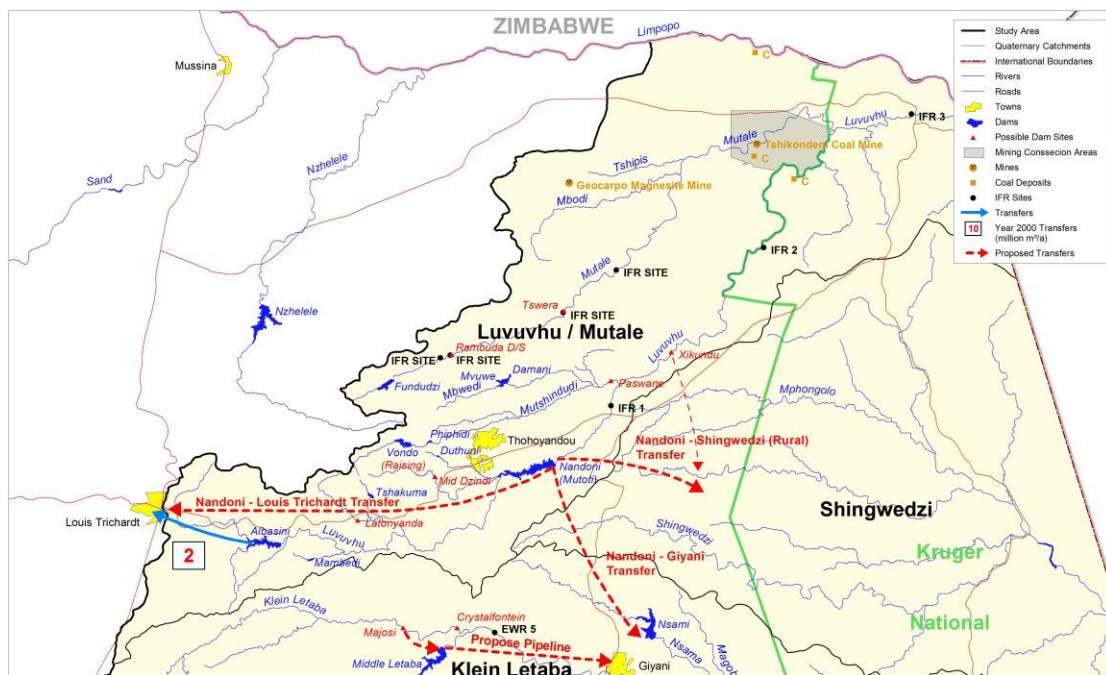 ZIMBABWE
Limpopo
Mussina
C
IFR 3
Luvuvhu
Mutale
Tshikondem Coal Mine
C
C
Tshipis
Nzhelele
Sand
Geocarpo Magnesite Mine
Mbodi
IFR 2
Mutale
IFR SITE
Tswera
IFR SITE
Nzhelele
Luvuvhu / Mutale
Luvuvhu
Xikundu
Rambuda D/S
IFR SITE
IFR SITE
Damani
Mvuwe
Mbwedi
Fundudzi
Paswane
Mutshindudi
Mphongolo
IFR 1
Phiphidi
Thohoyandou
Vondo
(Raising)
Duthuni
Nandoni - Shingwedzi (Rural)
Transfer
Nandoni
(Mutoti)
Mid Dzindi
Tshakuma
Nandoni - Louis Trichardt Transfer
Louis Trichardt
Latonyanda
Shingwedzi
Albasini
Luvuvhu
2
Mambedi
Shingwedzi
Kruger
Nandoni - Giyani
Transfer
Klein Letaba
National
Crystalfontein
Majosi
EWR 5
Nsami
Propose Pipeline
Nsama
Magob
Middle Letaba
Klein Letaba
Giyani
Study Area
Quaternary Catchments
International Boundaries
Rivers
Roads
Towns
Dams
Possible Dam Sites
Mining Conssecion Areas
Mines
Coal Deposits
IFR Sites
Transfers
10 Year 2000 Transfers
(million m³/a)
Proposed Transfers